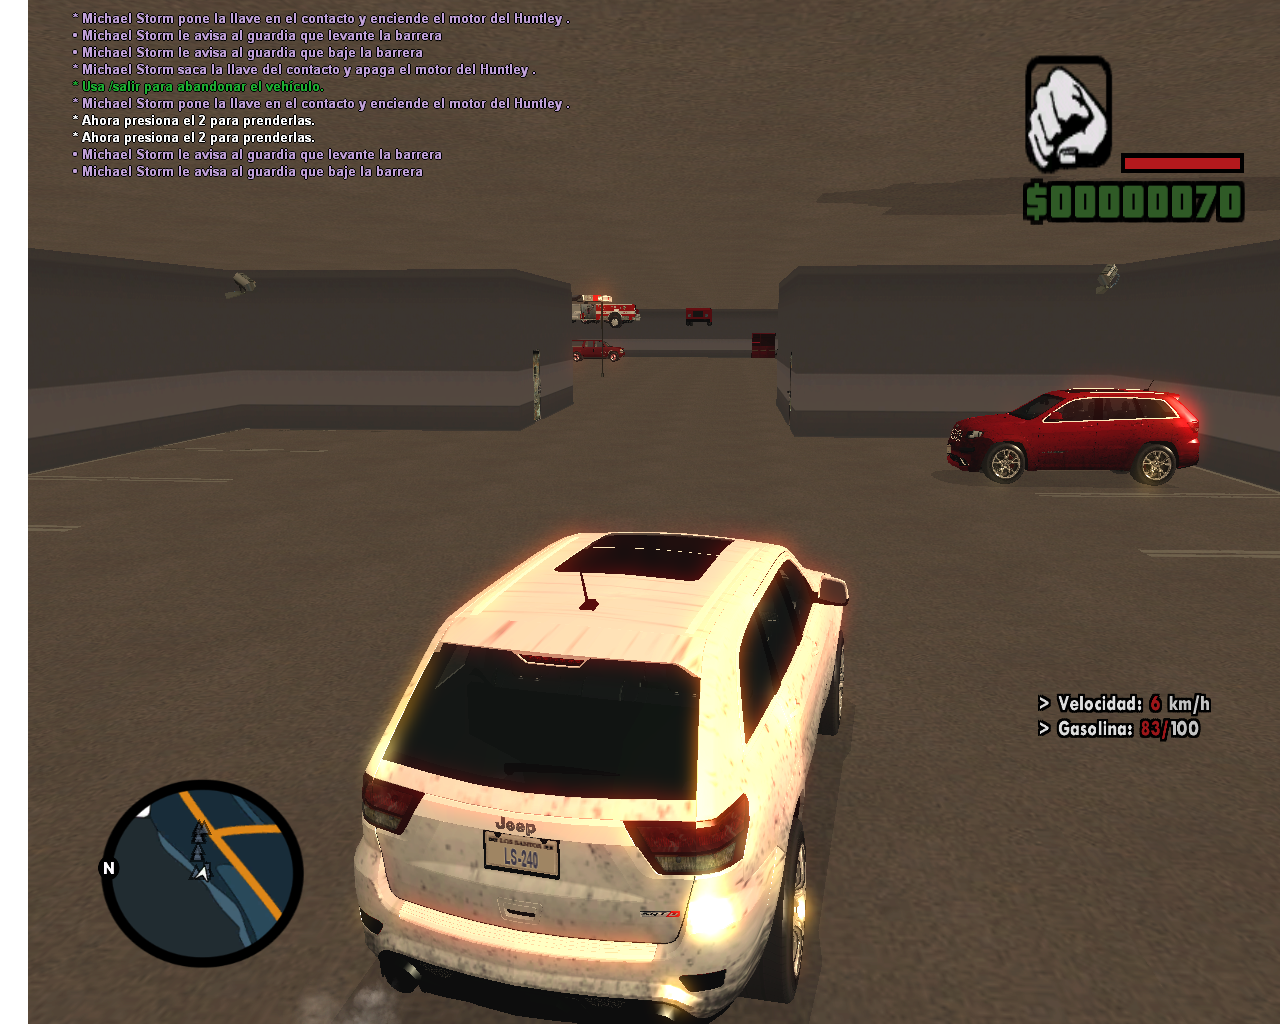 * Michael Storm pone la llave en el contacto y enciende el motor del Huntley .
* Michael Storm le avisa al guardia que levante la barrera
* Michael Storm le avisa al guardia que baje la barrera
* Michael Storm saca la llave del contacto y apaga el motor del Huntley .
* Usa /salir para abandonar el vehículo.
* Michael Storm pone la llave en el contacto y enciende el motor del Huntley .
* Ahora presiona el 2 para prenderlas.
* Ahora presiona el 2 para prenderlas.
* Michael Storm le avisa al guardia que levante la barrera
* Michael Storm le avisa al guardia que baje la barrera
$00000070
> Velocidad: 6 km/h
> Gasolina: 83/100
Jeep
LOS SANTOS
LS-240
N